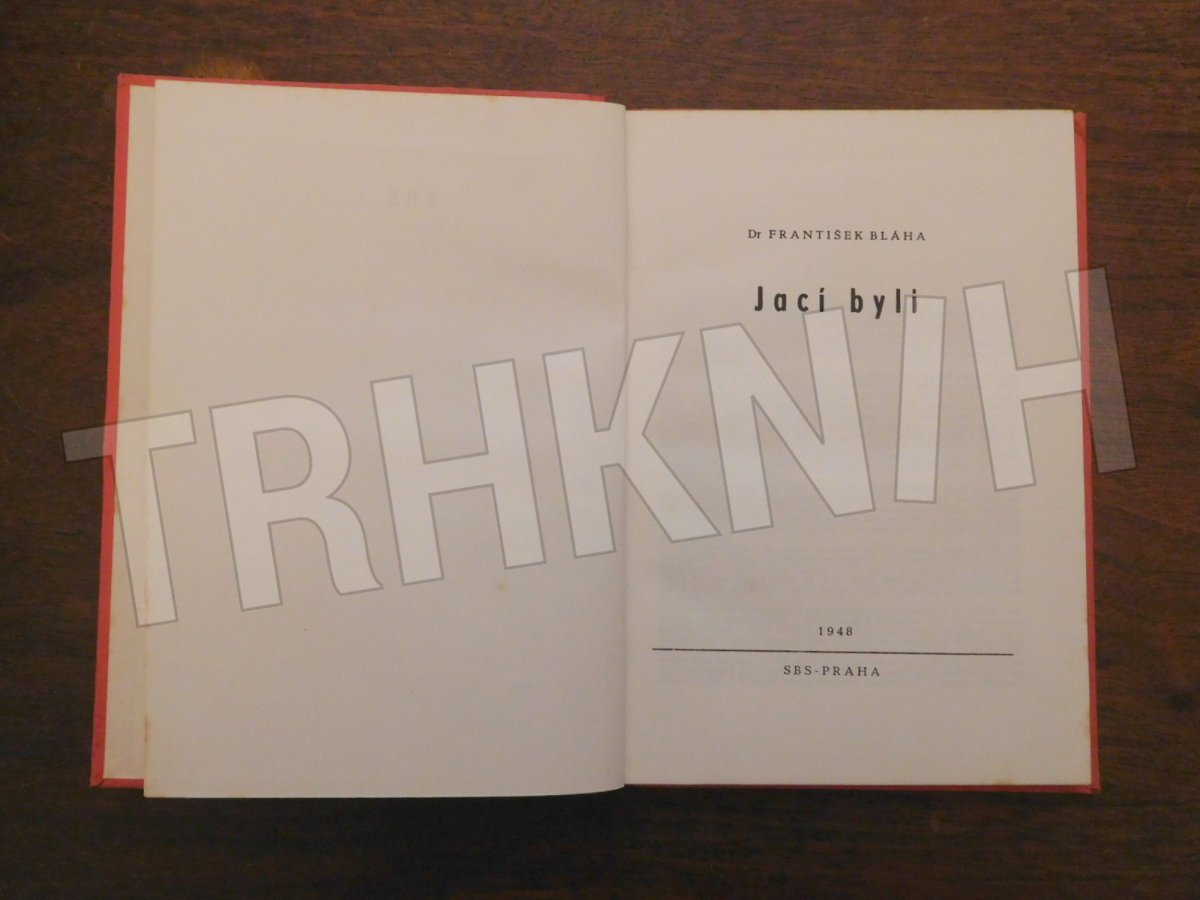 Dr FRANTIŠEK BLÁHA
Jací byli
TRHKNIH
1948
SBS-PRAHA